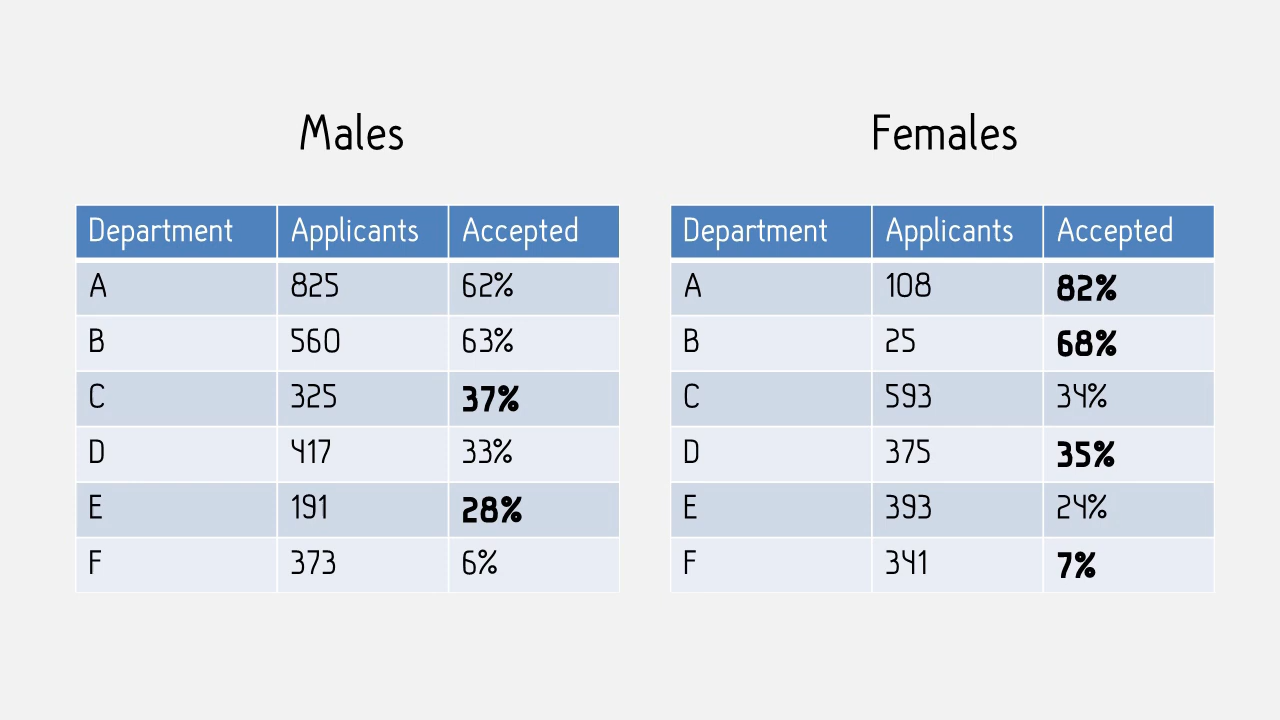 Males
Department Applicants Accepted
A 825 62%
B 560 63%
C 325 37%
D 417 33%
E 191 28%
F 373 6%
Females
Department Applicants Accepted
A 108 82%
B 25 68%
C 593 34%
D 375 35%
E 393 24%
F 341 7%